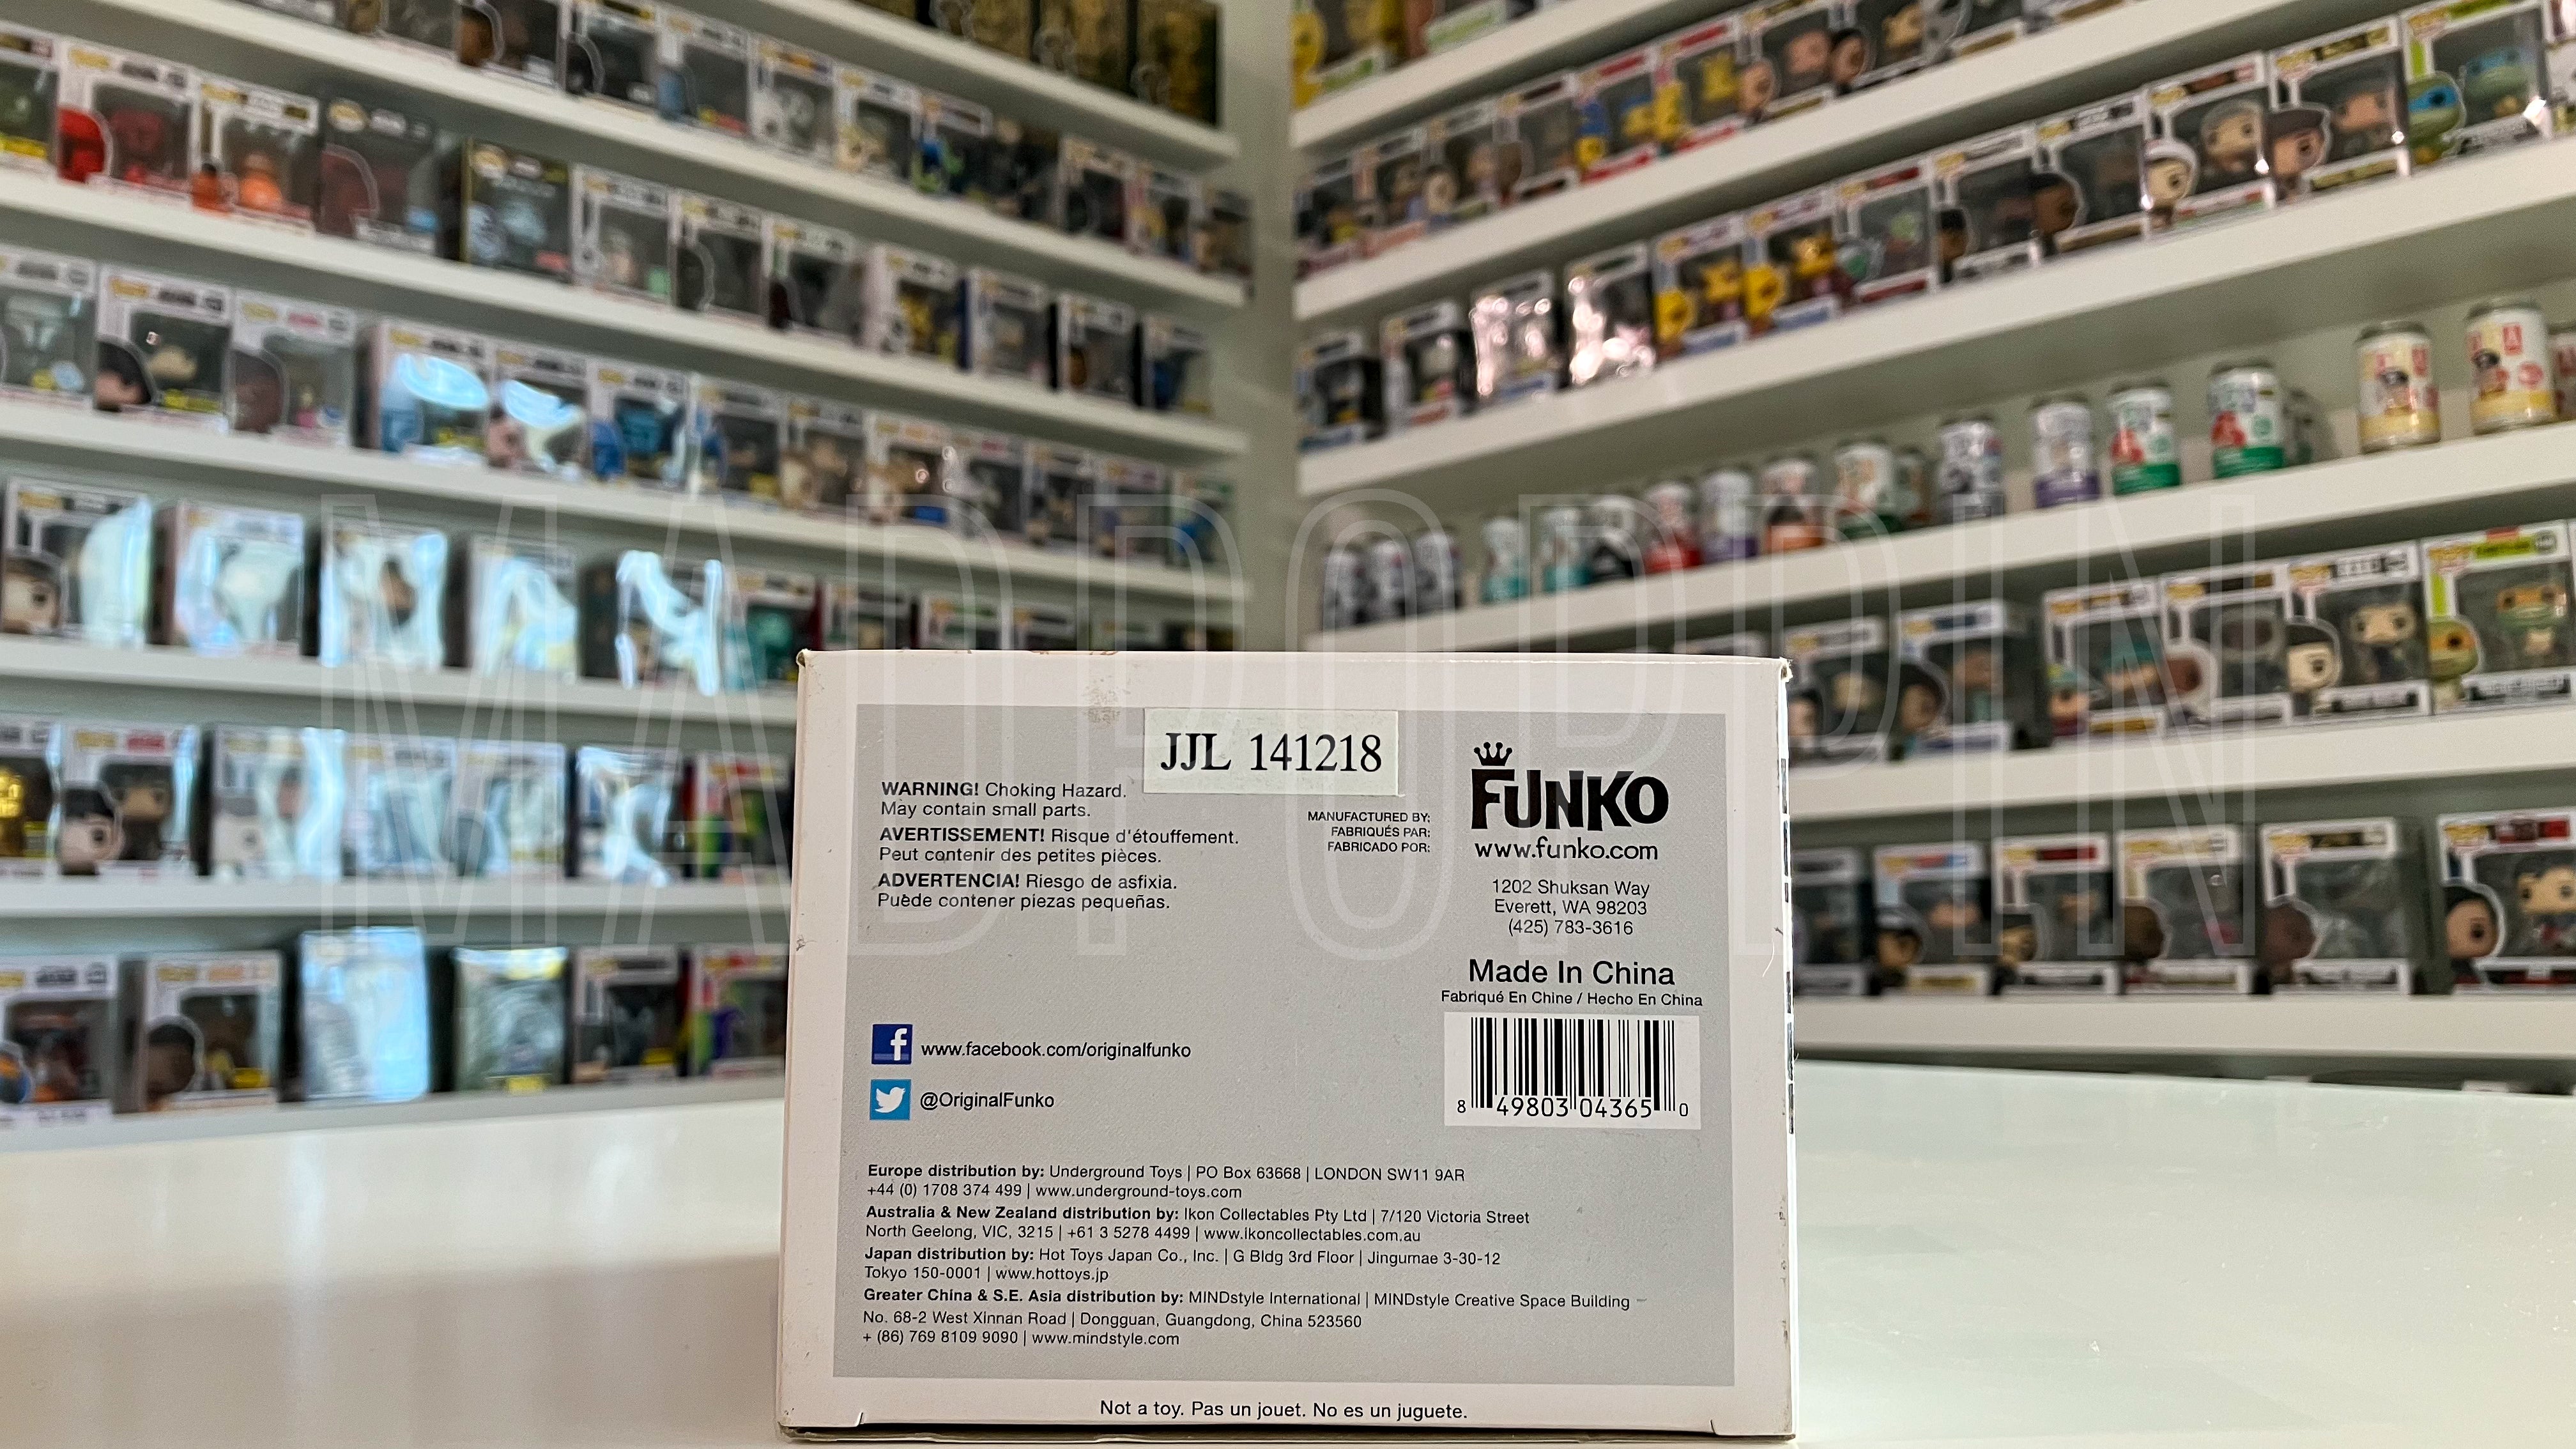 MADPOPPIN
JJL 141218
WARNING! Choking Hazard.
May contain small parts.
AVERTISSEMENT! Risque d'étouffement.
Peut contenir des petites pièces.
ADVERTENCIA! Riesgo de asfixia.
Puede contener piezas pequeñas.
MANUFACTURED BY:
FABRIQUÉS PAR:
FABRICADO POR:
FUNKO
www.funko.com
1202 Shuksan Way
Everett, WA 98203
(425) 783-3616
Made In China
Fabriqué En Chine / Hecho En China
8 49803 04365 0
f www.facebook.com/originalfunko
@OriginalFunko
Europe distribution by: Underground Toys | PO Box 63668 | LONDON SW11 9AR
+44 (0) 1708 374 499 | www.underground-toys.com
Australia & New Zealand distribution by: Ikon Collectables Pty Ltd | 7/120 Victoria Street
North Geelong, VIC, 3215 | +61 3 5278 4499 | www.ikoncollectables.com.au
Japan distribution by: Hot Toys Japan Co., Inc. | G Bldg 3rd Floor | Jingumae 3-30-12
Tokyo 150-0001 | www.hottoys.jp
Greater China & S.E. Asia distribution by: MINDstyle International | MINDstyle Creative Space Building
No. 68-2 West Xinnan Road | Dongguan, Guangdong, China 523560
+ (86) 769 8109 9090 | www.mindstyle.com
Not a toy. Pas un jouet. No es un juguete.